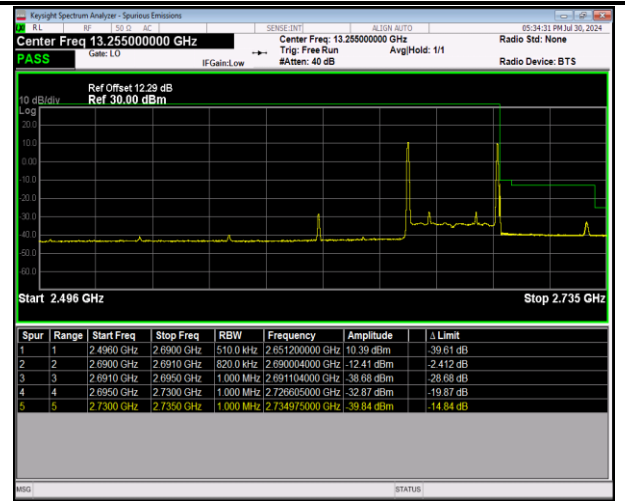 Keysight Spectrum Analyzer - Spurious Emissions
RL RF 50 Ω AC SENSE:INT ALIGN AUTO 05:34:31 PM Jul 30, 2024
Center Freq 13.255000000 GHz Center Freq: 13.255000000 GHz Radio Std: None
PASS Gate: LO Trig: Free Run Avg|Hold: 1/1
IFGain:Low #Atten: 40 dB Radio Device: BTS
Ref Offset 12.29 dB
10 dB/div Ref 30.00 dBm
Log
20.0
10.0
0.00
-10.0
-20.0
-30.0
-40.0
-50.0
-60.0
Start 2.496 GHz Stop 2.735 GHz
Spur Range Start Freq Stop Freq RBW Frequency Amplitude Δ Limit
1 1 2.4960 GHz 2.6900 GHz 510.0 kHz 2.651200000 GHz 10.39 dBm -39.61 dB
2 2 2.6900 GHz 2.6910 GHz 820.0 kHz 2.690004000 GHz -12.41 dBm -2.412 dB
3 3 2.6910 GHz 2.6950 GHz 1.000 MHz 2.691104000 GHz -38.68 dBm -28.68 dB
4 4 2.6950 GHz 2.7300 GHz 1.000 MHz 2.726605000 GHz -32.87 dBm -19.87 dB
5 5 2.7300 GHz 2.7350 GHz 1.000 MHz 2.734975000 GHz -39.84 dBm -14.84 dB
MSG STATUS